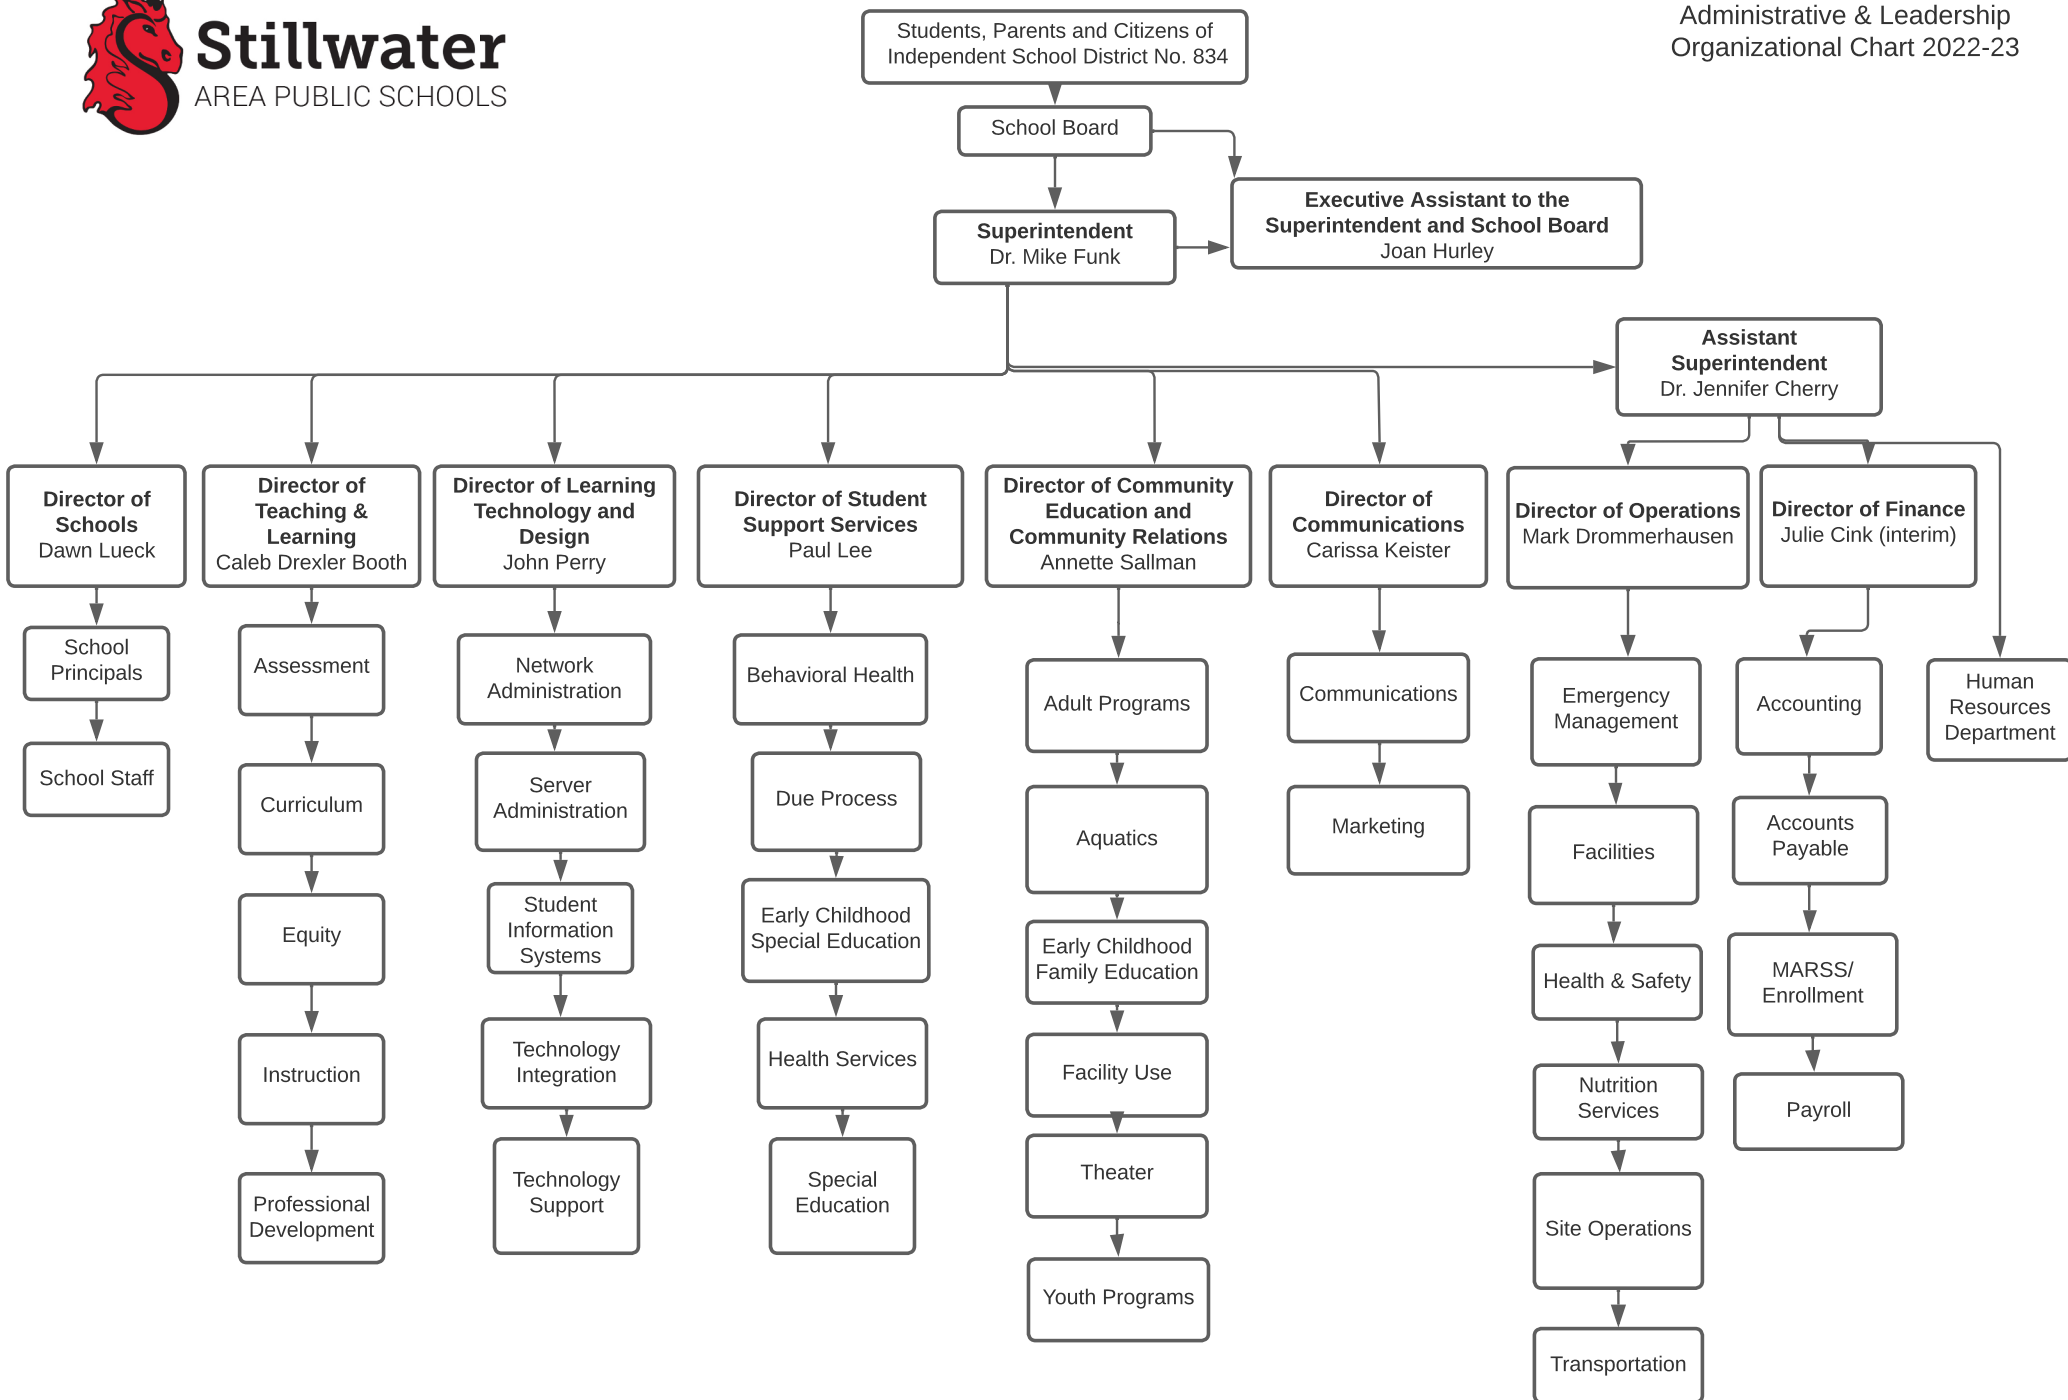 Stillwater
AREA PUBLIC SCHOOLS
Administrative & Leadership
Organizational Chart 2022-23
Students, Parents and Citizens of
Independent School District No. 834
School Board
Executive Assistant to the
Superintendent and School Board
Joan Hurley
Superintendent
Dr. Mike Funk
Assistant
Superintendent
Dr. Jennifer Cherry
Director of
Schools
Dawn Lueck
School
Principals
School Staff
Director of
Teaching &
Learning
Caleb Drexler Booth
Assessment
Curriculum
Equity
Instruction
Professional
Development
Director of Learning
Technology and
Design
John Perry
Network
Administration
Server
Administration
Student
Information
Systems
Technology
Integration
Technology
Support
Director of Student
Support Services
Paul Lee
Behavioral Health
Due Process
Early Childhood
Special Education
Health Services
Special
Education
Director of Community
Education and
Community Relations
Annette Sallman
Adult Programs
Aquatics
Early Childhood
Family Education
Facility Use
Theater
Youth Programs
Director of
Communications
Carissa Keister
Communications
Marketing
Director of Operations
Mark Drommerhausen
Emergency
Management
Facilities
Health & Safety
Nutrition
Services
Site Operations
Transportation
Director of Finance
Julie Cink (interim)
Accounting
Accounts
Payable
MARSS/
Enrollment
Payroll
Human
Resources
Department